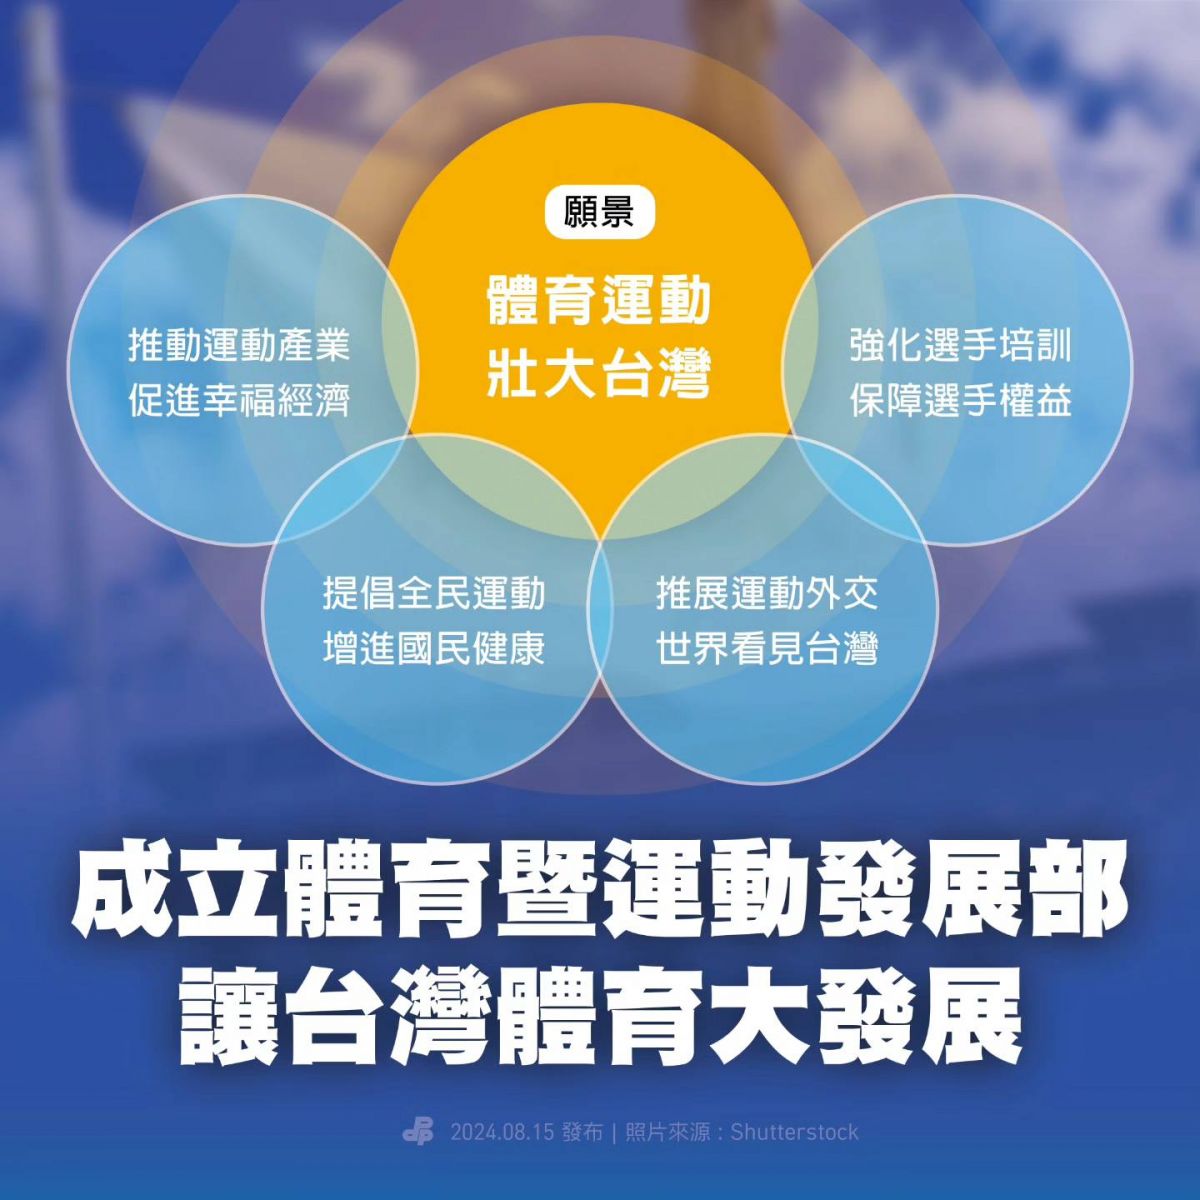 願景
體育運動
壯大台灣
推動運動產業
促進幸福經濟
強化選手培訓
保障選手權益
提倡全民運動
增進國民健康
推展運動外交
世界看見台灣
成立體育暨運動發展部
讓台灣體育大發展
2024.08.15 發布 | 照片來源 : Shutterstock